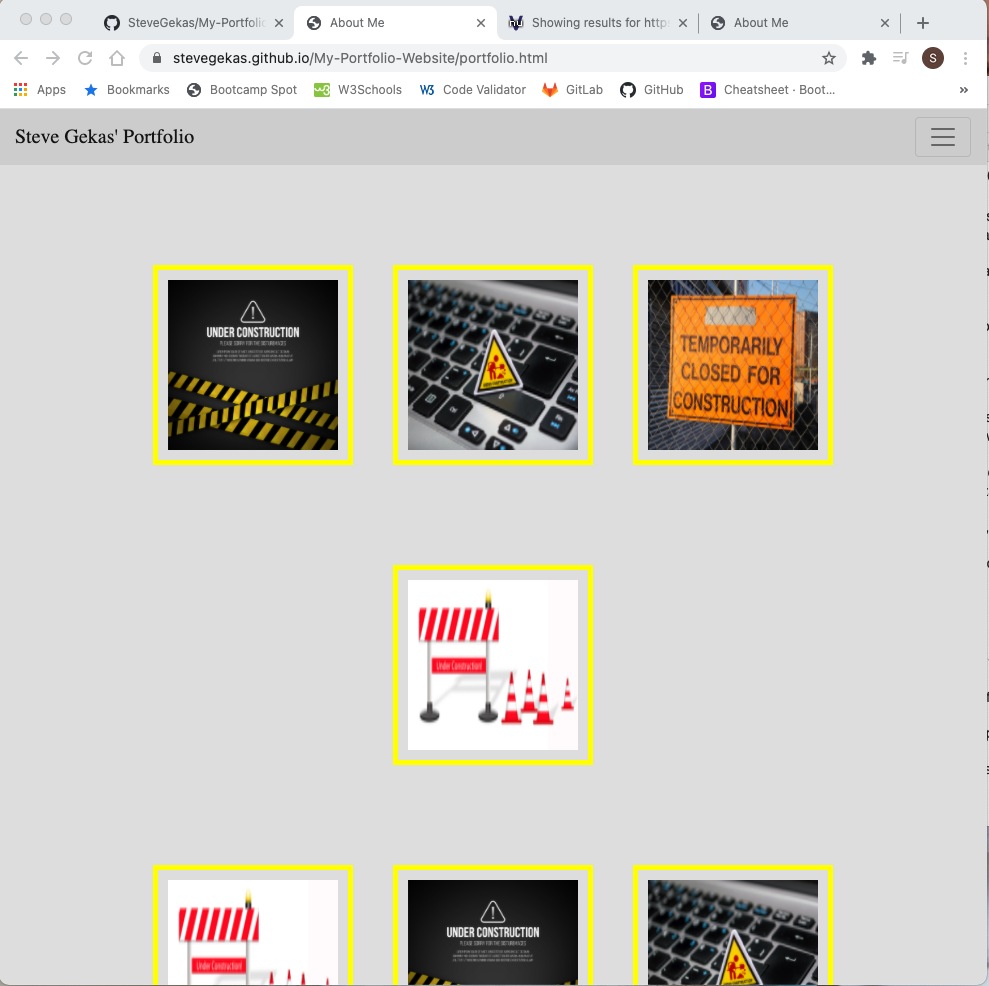 SteveGekas/My-Portfolio
About Me
Showing results for http
About Me
stevegekas.github.io/My-Portfolio-Website/portfolio.html
S
Apps
Bookmarks
Bootcamp Spot
W3Schools
Code Validator
GitLab
GitHub
B
Cheatsheet · Boot...
»
Steve Gekas' Portfolio
UNDER CONSTRUCTION
PLEASE SORRY FOR THE DISTURBANCES
TEMPORARILY
CLOSED FOR
CONSTRUCTION
Under Construction!
Under Construction!
UNDER CONSTRUCTION
PLEASE SORRY FOR THE DISTURBANCES